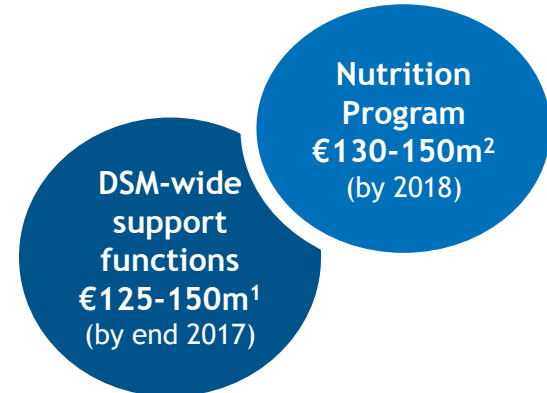 Nutrition
Program
€130-150m²
(by 2018)
DSM-wide
support
functions
€125-150m¹
(by end 2017)